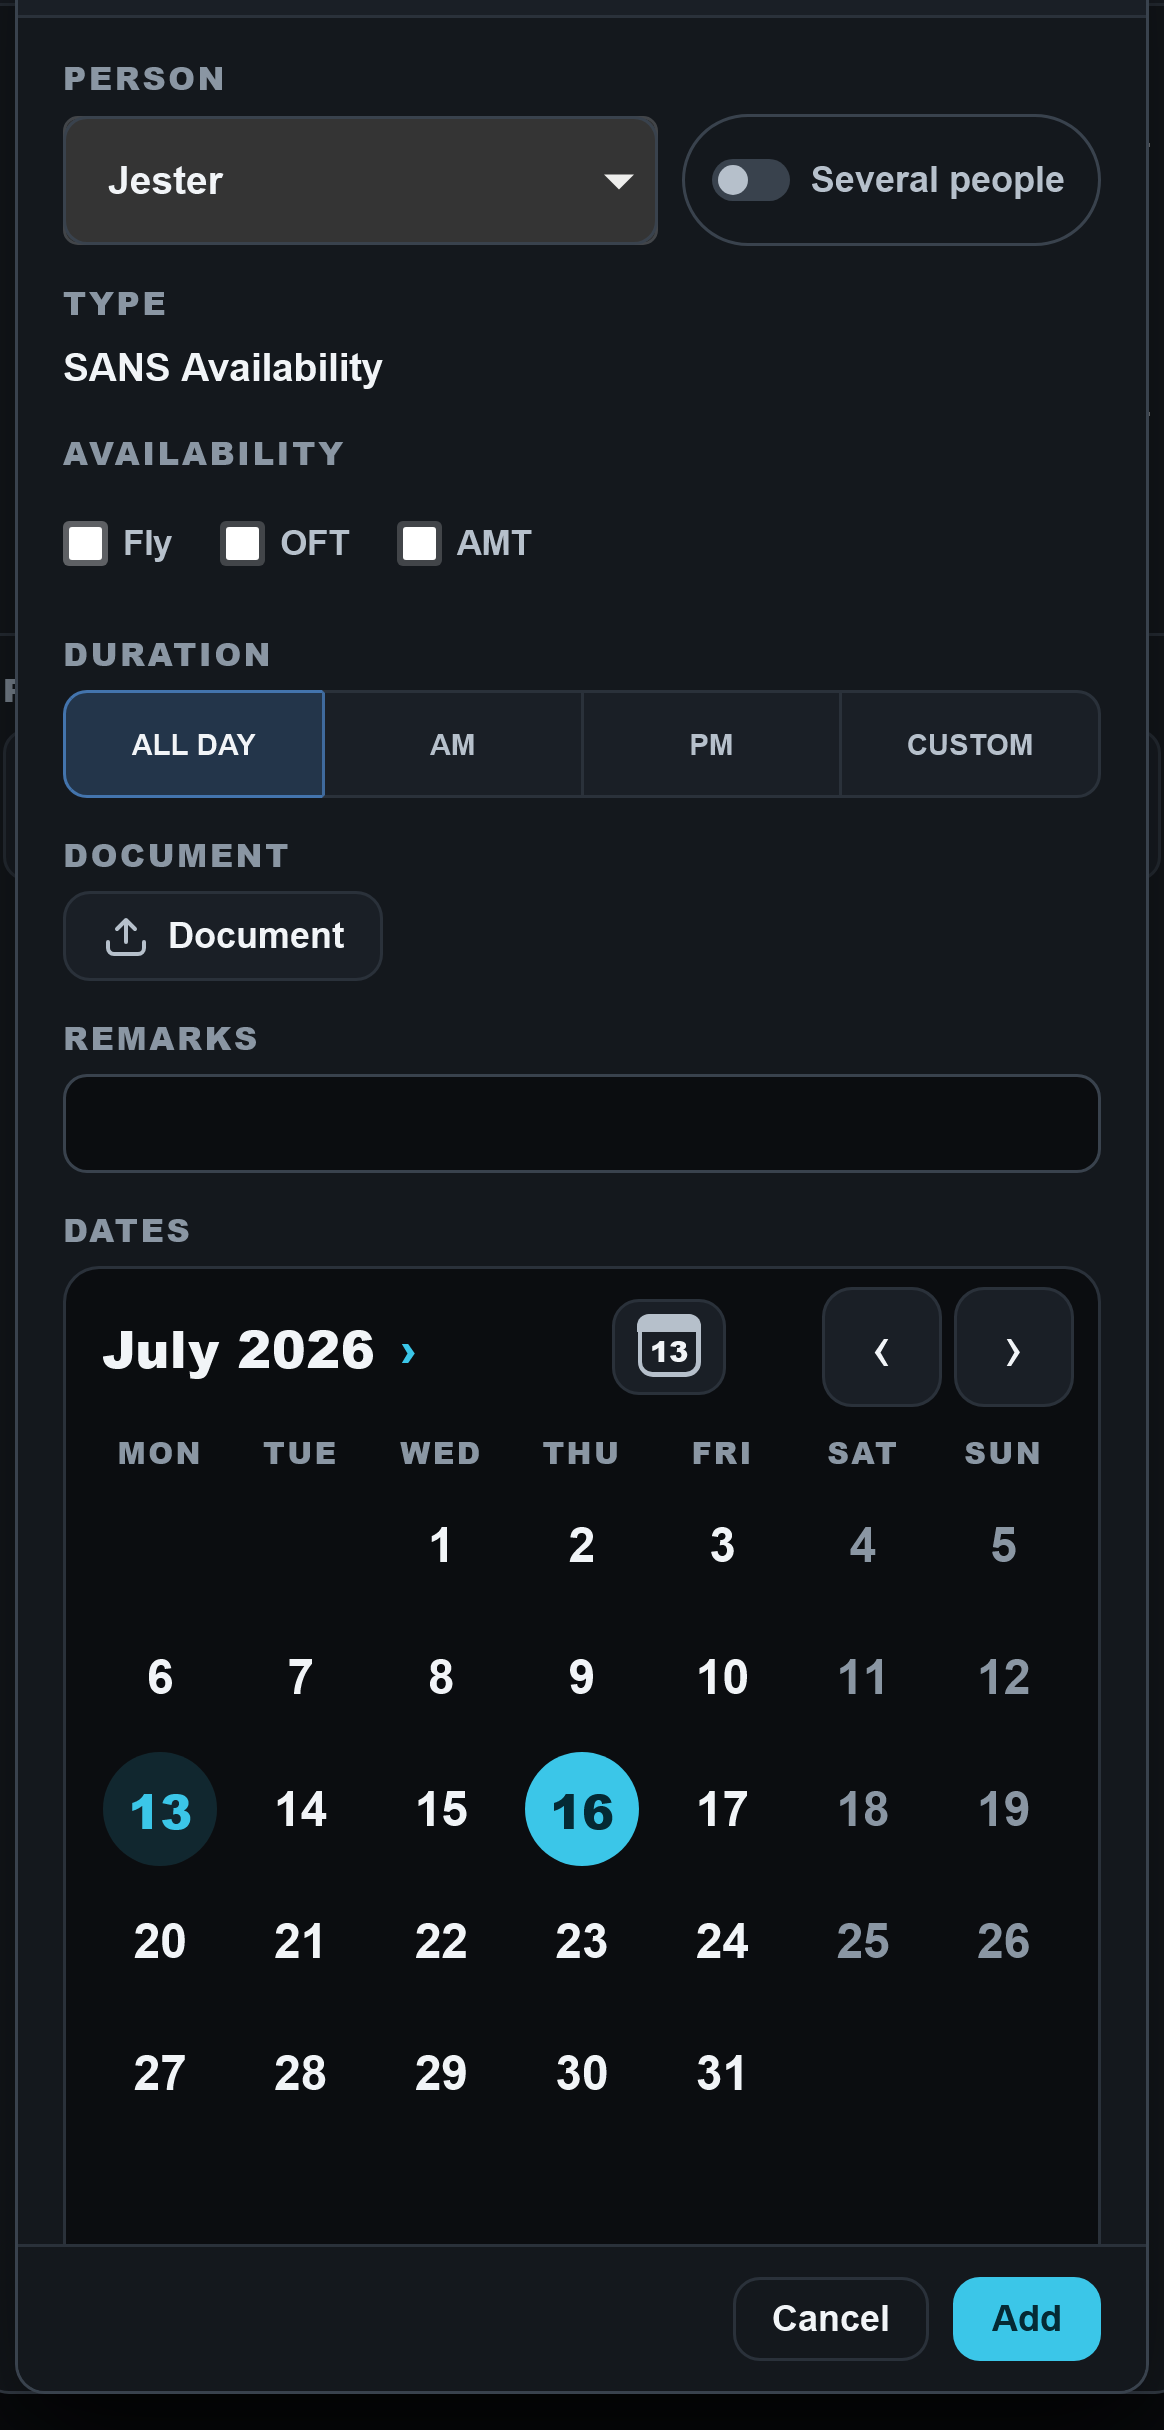 PERSON
Jester
Several people
TYPE
SANS Availability
AVAILABILITY
Fly OFT AMT
DURATION
ALL DAY AM PM CUSTOM
DOCUMENT
Document
REMARKS
DATES
July 2026 › 13 ‹ ›
MON TUE WED THU FRI SAT SUN
1 2 3 4 5
6 7 8 9 10 11 12
13 14 15 16 17 18 19
20 21 22 23 24 25 26
27 28 29 30 31
Cancel Add